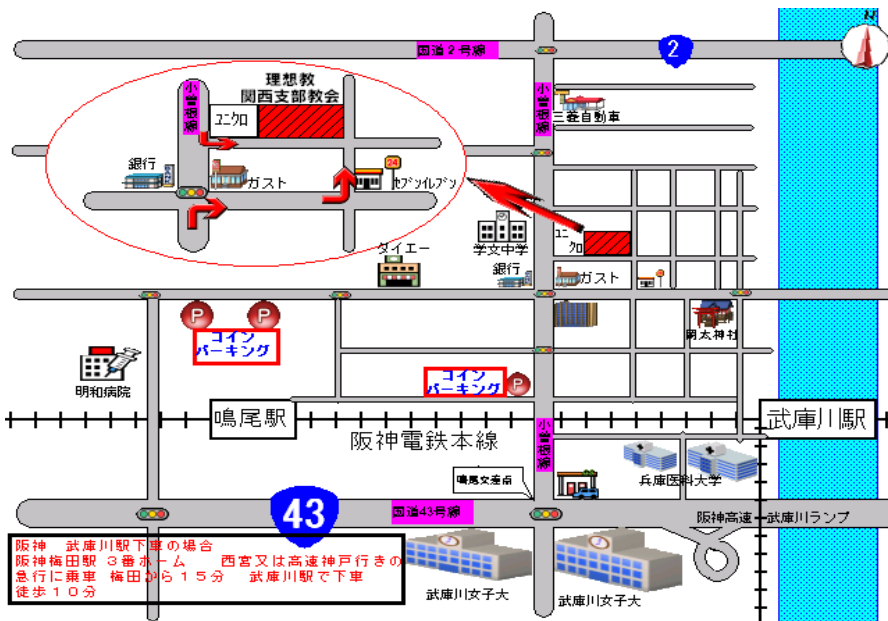 国道２号線
2
N
理想教
関西支部教会
小曽根線
ユニクロ
小曽根線
三菱自動車
銀行
ガスト
24
セブンイレブン
学文中学
ユニ
クロ
ダイエー
銀行
ガスト
P
P
コイン
パーキング
岡太神社
明和病院
コイン
パーキング
P
鳴尾駅
武庫川駅
阪神電鉄本線
小曽根線
兵庫医科大学
鳴尾交差点
43
国道43号線
阪神高速
武庫川ランプ
阪神　武庫川駅下車の場合
阪神梅田駅 ３番ホーム　　西宮又は高速神戸行きの
急行に乗車　梅田から１５分　　武庫川駅で下車
徒歩１０分
武庫川女子大
武庫川女子大